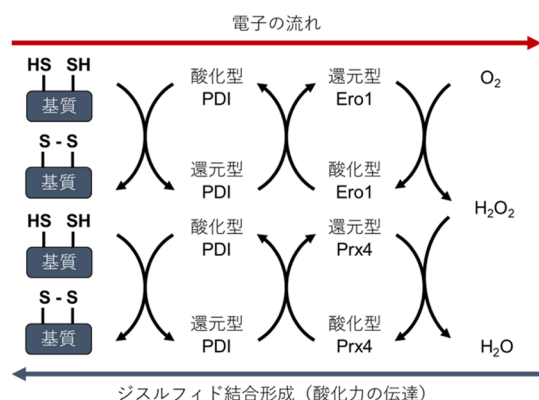 電子の流れ
HS SH
基質
酸化型
PDI
還元型
Ero1
O2
S - S
基質
還元型
PDI
酸化型
Ero1
H2O2
HS SH
基質
酸化型
PDI
還元型
Prx4
S - S
基質
還元型
PDI
酸化型
Prx4
H2O
ジスルフィド結合形成（酸化力の伝達）